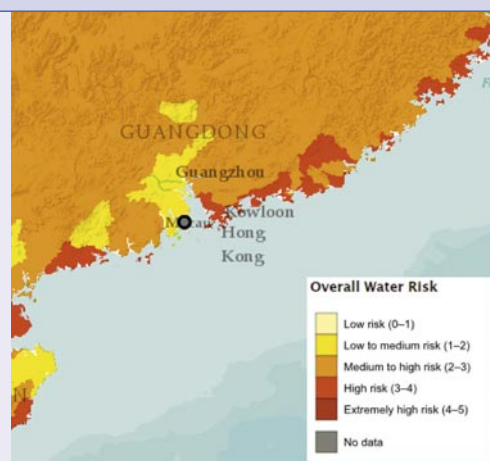 GUANGDONG
Guangzhou
Kowloon
Hong
Kong
Overall Water Risk
Low risk (0–1)
Low to medium risk (1–2)
Medium to high risk (2–3)
High risk (3–4)
Extremely high risk (4–5)
No data